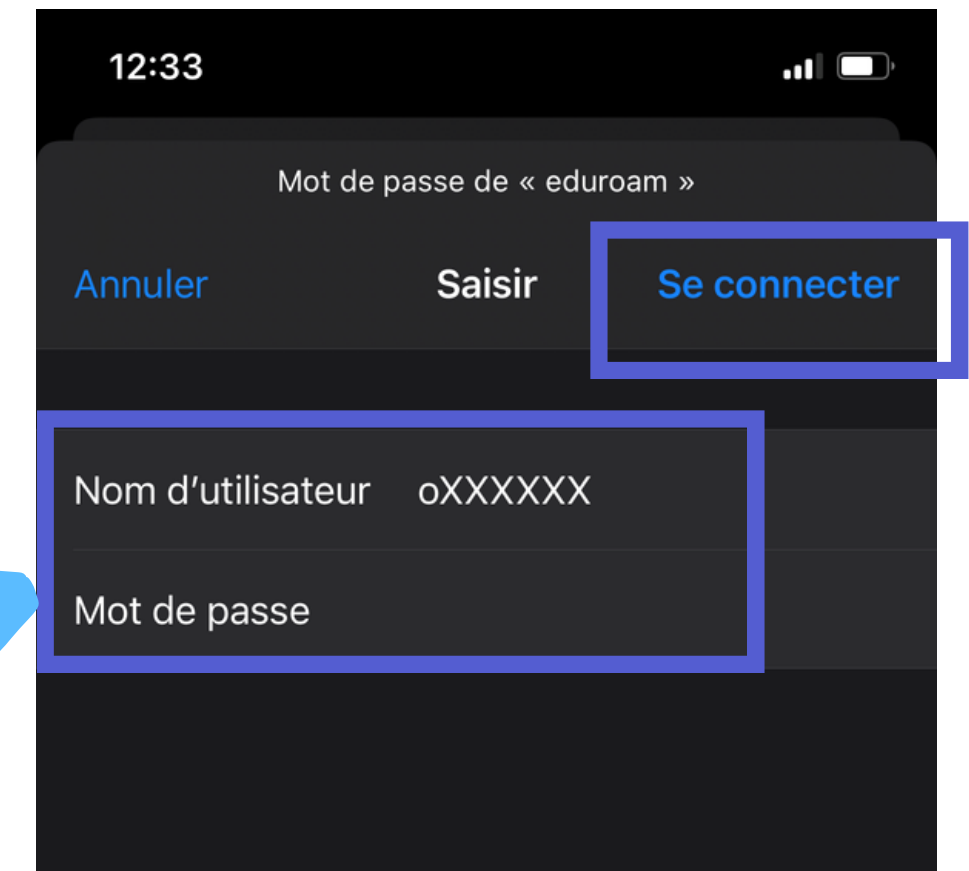 12:33
Mot de passe de « eduroam »
Annuler Saisir Se connecter
Nom d’utilisateur oXXXXXX
Mot de passe